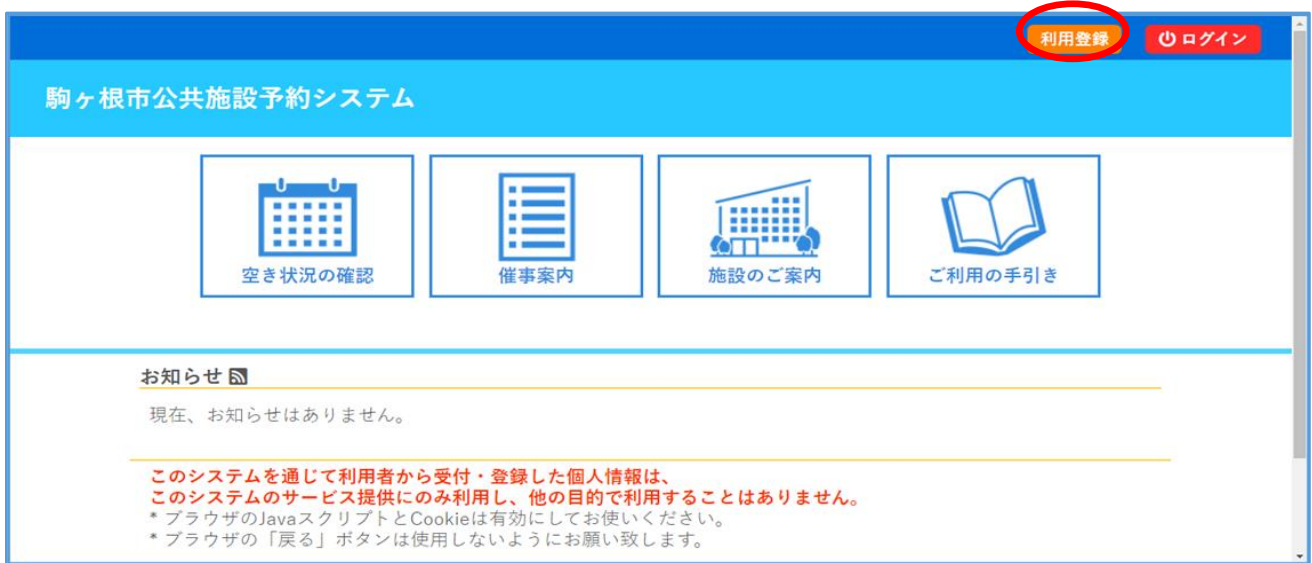 利用登録
ログイン
駒ヶ根市公共施設予約システム
空き状況の確認
催事案内
施設のご案内
ご利用の手引き
お知らせ
現在、お知らせはありません。
このシステムを通じて利用者から受付・登録した個人情報は、
このシステムのサービス提供にのみ利用し、他の目的で利用することはありません。
* ブラウザのJavaスクリプトとCookieは有効にしてお使いください。
* ブラウザの「戻る」ボタンは使用しないようにお願い致します。